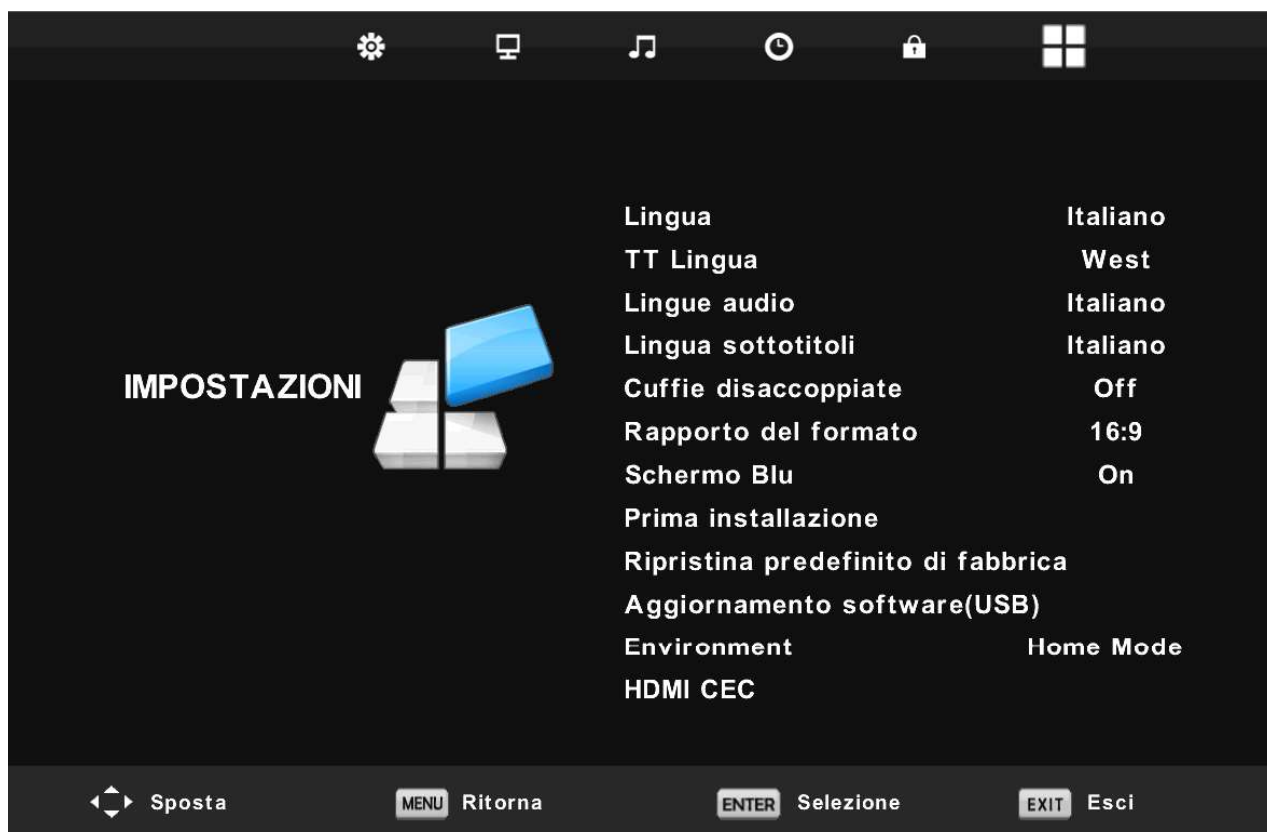 Lingua Italiano
TT Lingua West
Lingue audio Italiano
Lingua sottotitoli Italiano
IMPOSTAZIONI
Cuffie disaccoppiate Off
Rapporto del formato 16:9
Schermo Blu On
Prima installazione
Ripristina predefinito di fabbrica
Aggiornamento software(USB)
Environment Home Mode
HDMI CEC
Sposta MENU Ritorna ENTER Selezione EXIT Esci